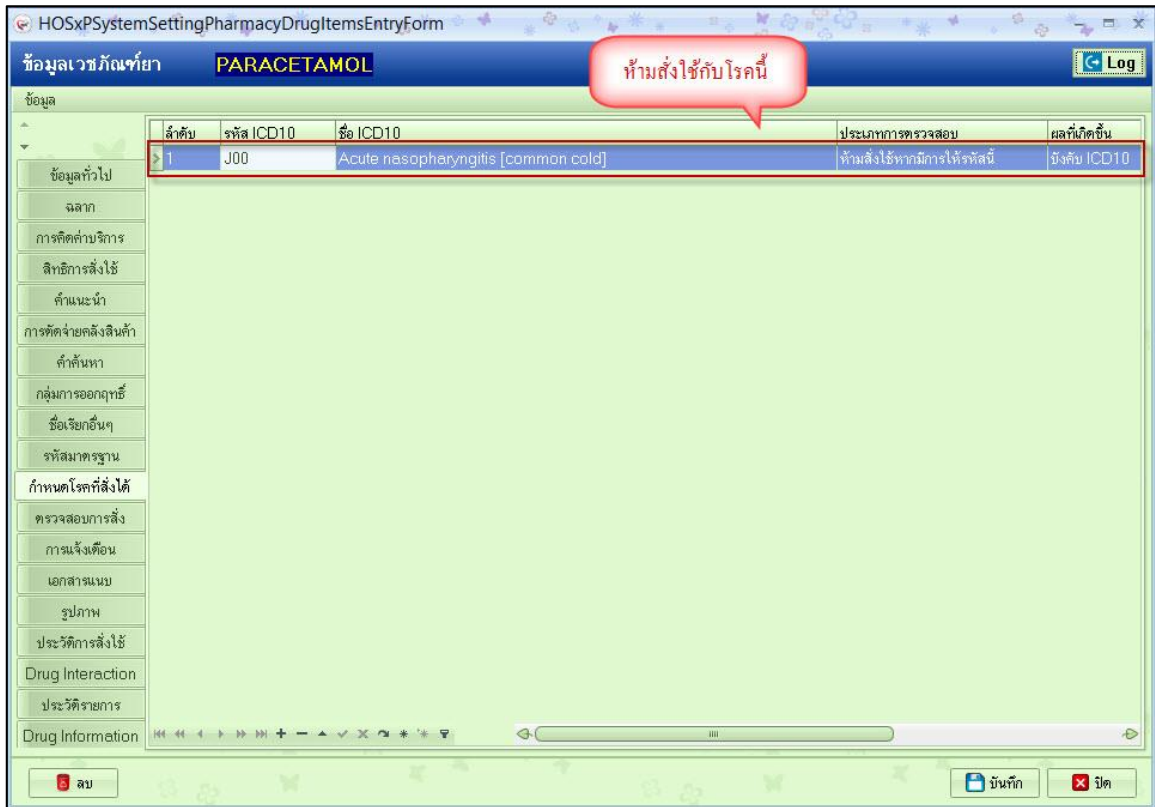 HOSxPSystemSettingPharmacyDrugItemsEntryForm
ข้อมูลเวชภัณฑ์ยา PARACETAMOL
ห้ามสั่งใช้กับโรคนี้
Log
ข้อมูล
ลำดับ รหัส ICD10 ชื่อ ICD10 ประเภทการตรวจสอบ ผลที่เกิดขึ้น
1 J00 Acute nasopharyngitis [common cold] ห้ามสั่งใช้หากมีการให้รหัสนี้ บังคับ ICD10
ข้อมูลทั่วไป
ฉลาก
การคิดค่าบริการ
สิทธิการสั่งใช้
คำแนะนำ
การตัดจ่ายคลังสินค้า
คำค้นหา
กลุ่มการออกฤทธิ์
ชื่อเรียกอื่นๆ
รหัสมาตรฐาน
กำหนดโรคที่สั่งได้
ตรวจสอบการสั่ง
การแจ้งเตือน
เอกสารแนบ
รูปภาพ
ประวัติการสั่งใช้
Drug Interaction
ประวัติรายการ
Drug Information
ลบ บันทึก ปิด